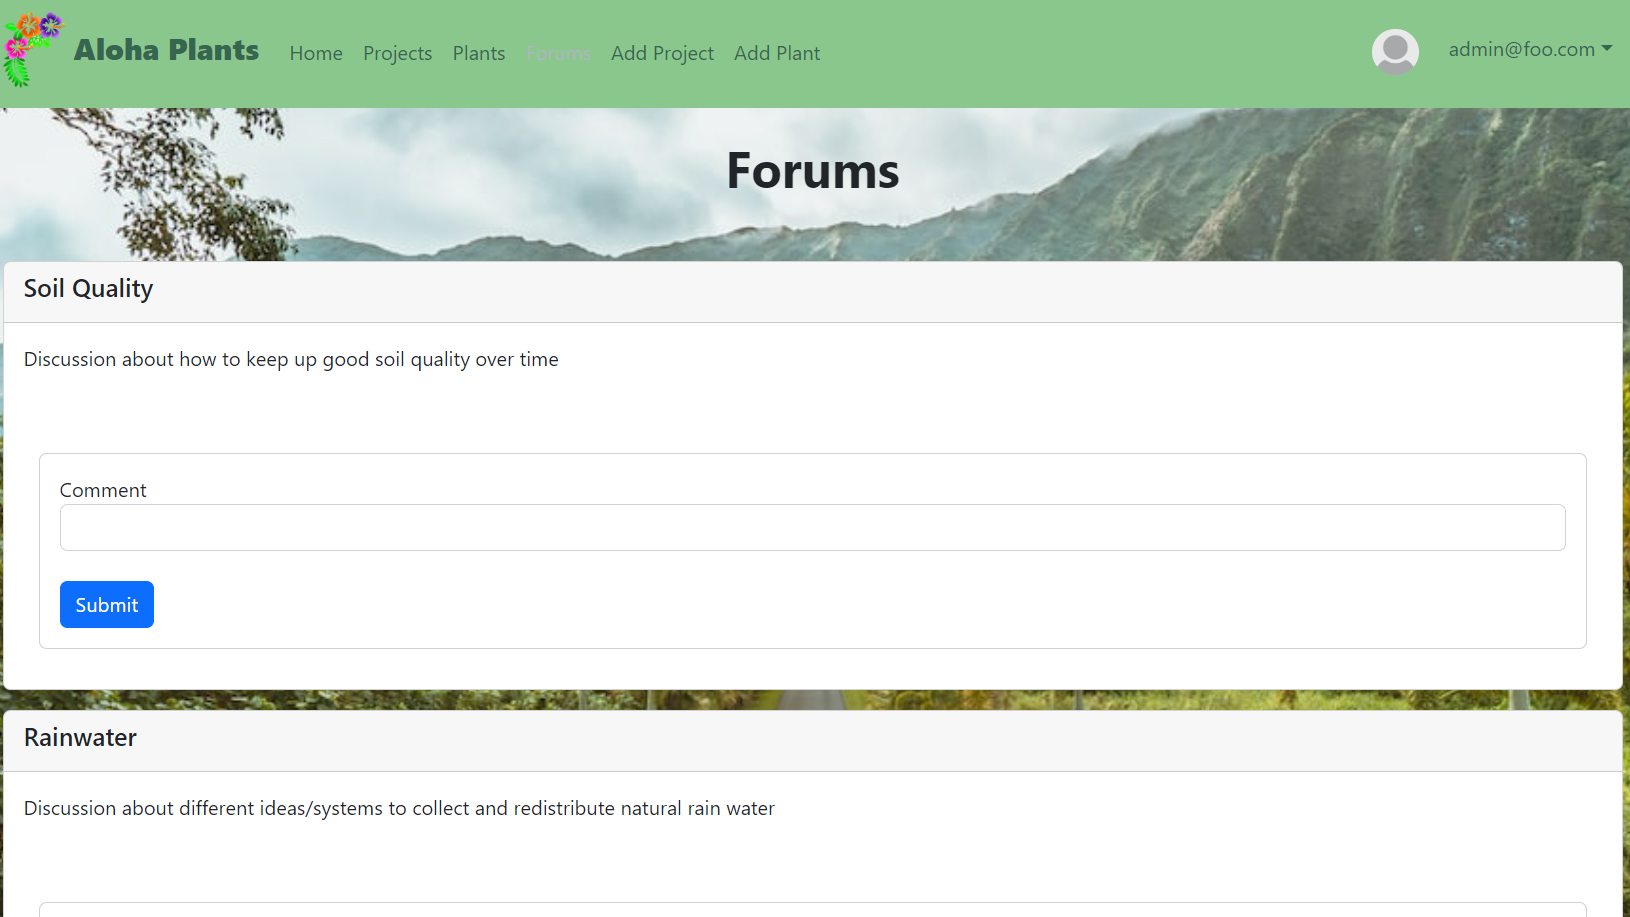 Aloha Plants Home Projects Plants Forums Add Project Add Plant admin@foo.com
Forums
Soil Quality
Discussion about how to keep up good soil quality over time
Comment
Submit
Rainwater
Discussion about different ideas/systems to collect and redistribute natural rain water